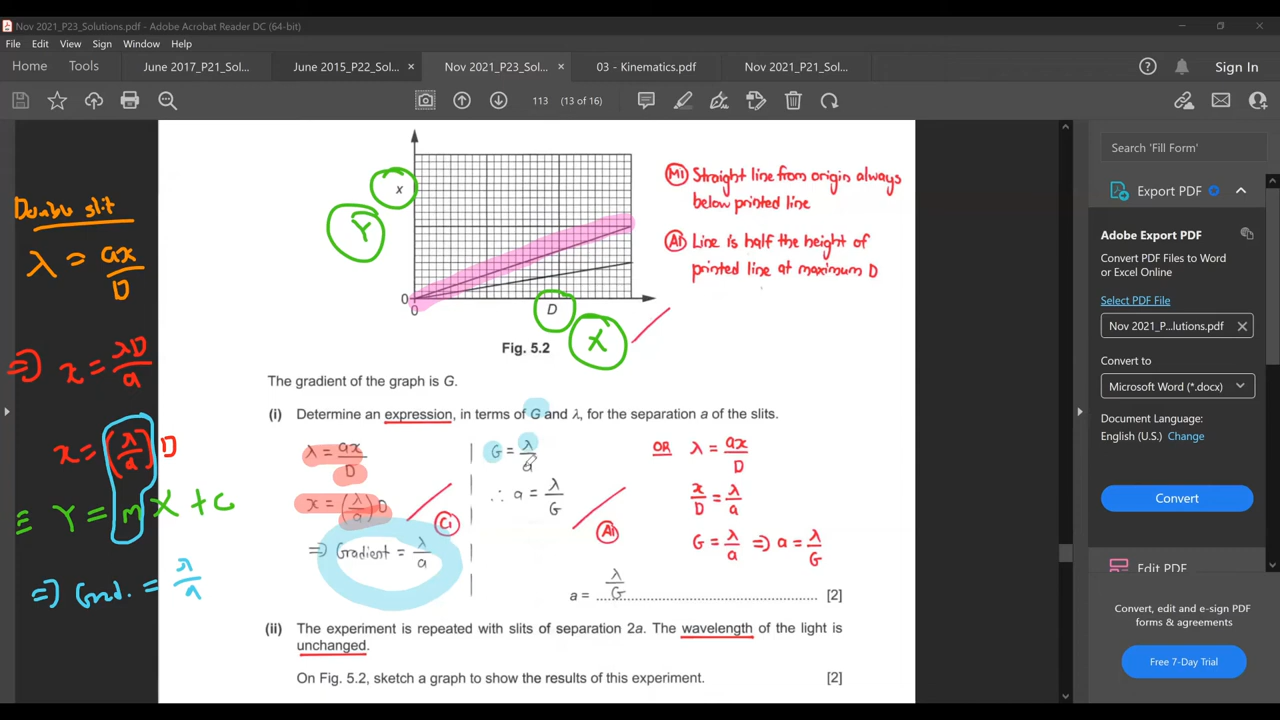 Nov 2021_P23_Solutions.pdf - Adobe Acrobat Reader DC (64-bit)
File Edit View Sign Window Help
Home Tools June 2017_P21_Sol... June 2015_P22_Sol... × Nov 2021_P23_Sol... × 03 - Kinematics.pdf Nov 2021_P21_Sol... Sign In
113 (13 of 16)
Search 'Fill Form'
Export PDF
Adobe Export PDF
Convert PDF Files to Word
or Excel Online
Select PDF File
Nov 2021_P...lutions.pdf ×
Convert to
Microsoft Word (*.docx)
Document Language:
English (U.S.) Change
Convert
Edit PDF
Convert, edit and e-sign PDF
forms & agreements
Free 7-Day Trial
Double slit
λ = ax/D
⇒ x = λD/a
x = (λ/a) D
≡ Y = m X + C
⇒ Grad. = λ/a
x
Y
0
0
D
X
M1 Straight line from origin always
below printed line
A1 Line is half the height of
printed line at maximum D
Fig. 5.2
The gradient of the graph is G.
(i) Determine an expression, in terms of G and λ, for the separation a of the slits.
λ = ax/D
x = (λ/a) D
C1
⇒ Gradient = λ/a
G = λ/a
∴ a = λ/G
A1
OR λ = ax/D
x/D = λ/a
G = λ/a ⇒ a = λ/G
a = λ/G [2]
(ii) The experiment is repeated with slits of separation 2a. The wavelength of the light is
unchanged.
On Fig. 5.2, sketch a graph to show the results of this experiment. [2]